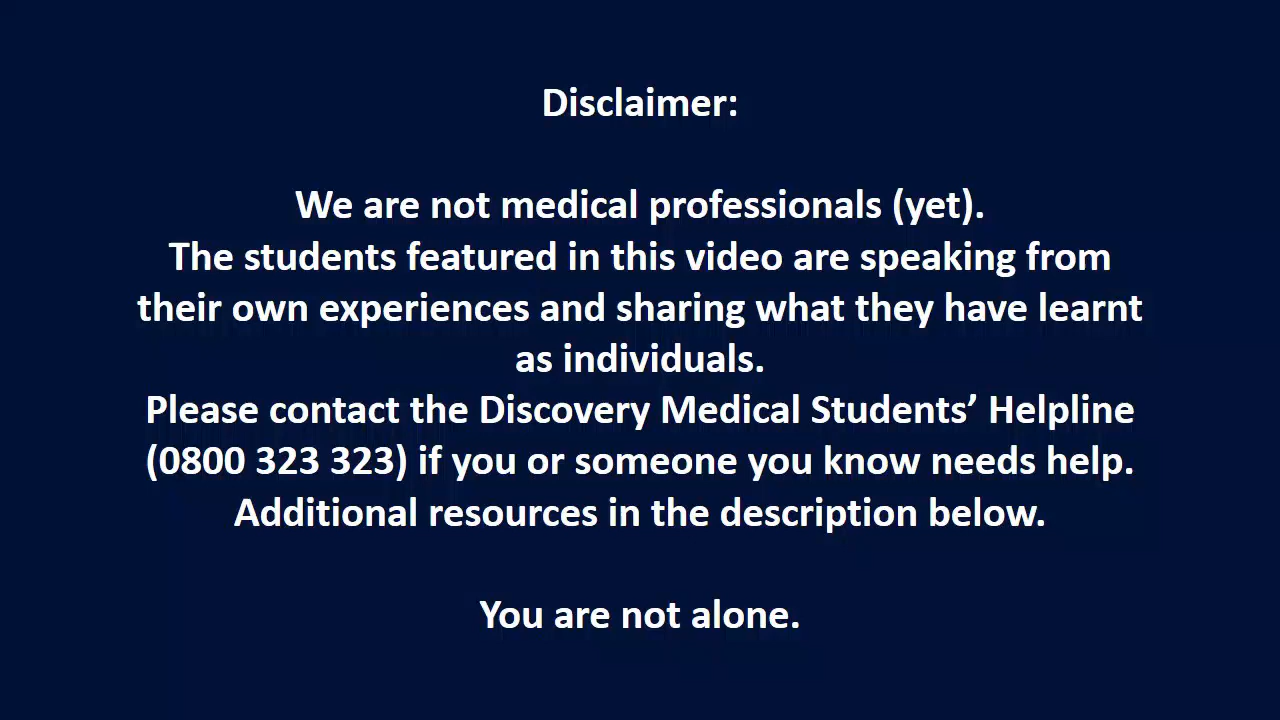 Disclaimer:
We are not medical professionals (yet).
The students featured in this video are speaking from
their own experiences and sharing what they have learnt
as individuals.
Please contact the Discovery Medical Students’ Helpline
(0800 323 323) if you or someone you know needs help.
Additional resources in the description below.
You are not alone.